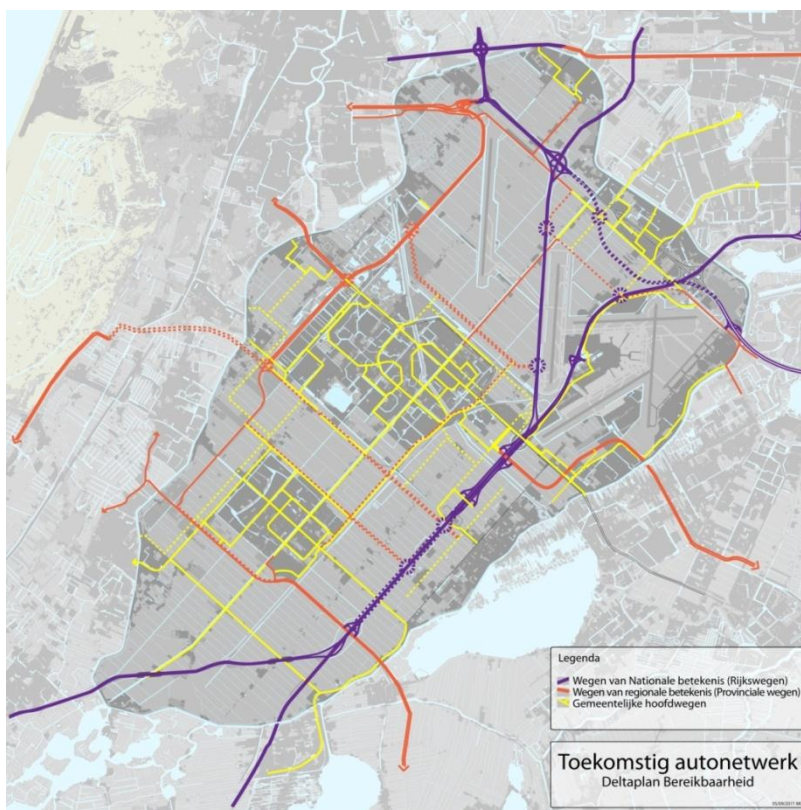 Legenda
Wegen van Nationale betekenis (Rijkswegen)
Wegen van regionale betekenis (Provinciale wegen)
Gemeentelijke hoofdwegen
Toekomstig autonetwerk
Deltaplan Bereikbaarheid